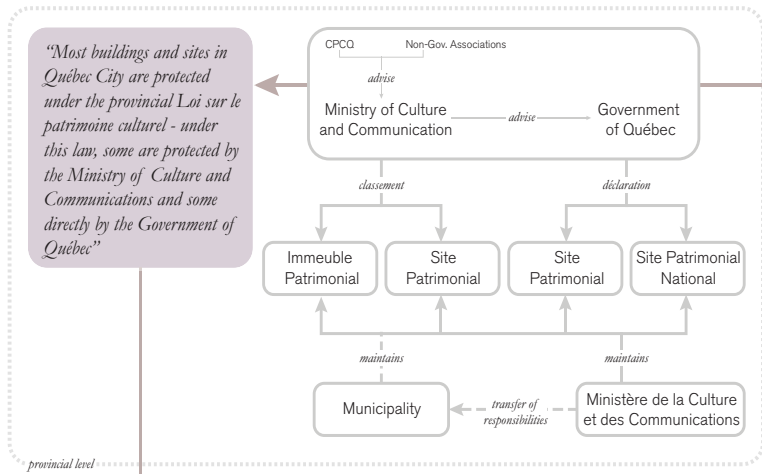 “Most buildings and sites in
Québec City are protected
under the provincial Loi sur le
patrimoine culturel - under
this law, some are protected by
the Ministry of Culture and
Communications and some
directly by the Government of
Québec”
CPCQ
Non-Gov. Associations
advise
Ministry of Culture
and Communication
advise
Government
of Québec
classement
déclaration
Immeuble
Patrimonial
Site
Patrimonial
Site
Patrimonial
Site Patrimonial
National
maintains
maintains
Municipality
transfer of
responsibilities
Ministère de la Culture
et des Communications
provincial level